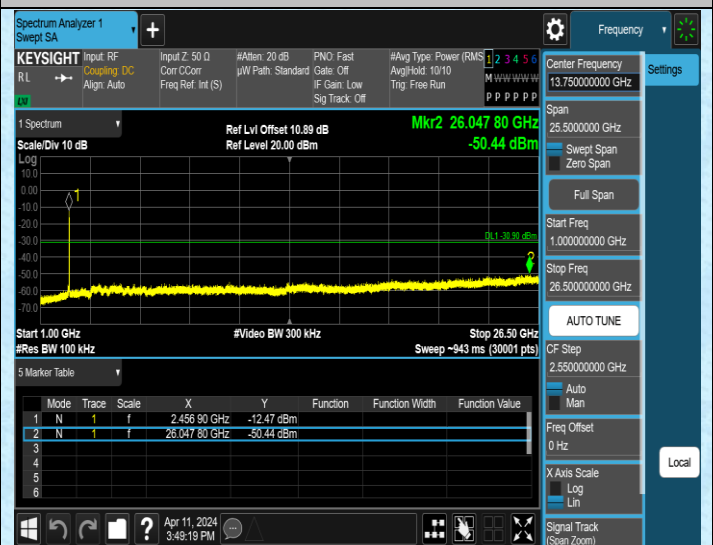 Spectrum Analyzer 1
Swept SA
+
Frequency
KEYSIGHT
RL
LXI
Input: RF
Coupling: DC
Align: Auto
Input Z: 50 Ω
Corr CCorr
Freq Ref: Int (S)
#Atten: 20 dB
µW Path: Standard
PNO: Fast
Gate: Off
IF Gain: Low
Sig Track: Off
#Avg Type: Power (RMS
Avg|Hold: 10/10
Trig: Free Run
1 2 3 4 5 6
M W W W W W
P P P P P P
Settings
1 Spectrum
Scale/Div 10 dB
Ref Lvl Offset 10.89 dB
Ref Level 20.00 dBm
Mkr2 26.047 80 GHz
-50.44 dBm
Log
10.0
0.00
-10.0
-20.0
-30.0
-40.0
-50.0
-60.0
-70.0
1
DL1 -30.90 dBm
2
Start 1.00 GHz
#Video BW 300 kHz
Stop 26.50 GHz
#Res BW 100 kHz
Sweep ~943 ms (30001 pts)
5 Marker Table
Mode Trace Scale X Y Function Function Width Function Value
1 N 1 f 2.456 90 GHz -12.47 dBm
2 N 1 f 26.047 80 GHz -50.44 dBm
3
4
5
6
Center Frequency
13.750000000 GHz
Span
25.5000000 GHz
Swept Span
Zero Span
Full Span
Start Freq
1.000000000 GHz
Stop Freq
26.500000000 GHz
AUTO TUNE
CF Step
2.550000000 GHz
Auto
Man
Freq Offset
0 Hz
X Axis Scale
Log
Lin
Signal Track
(Span Zoom)
Local
?
Apr 11, 2024
3:49:19 PM